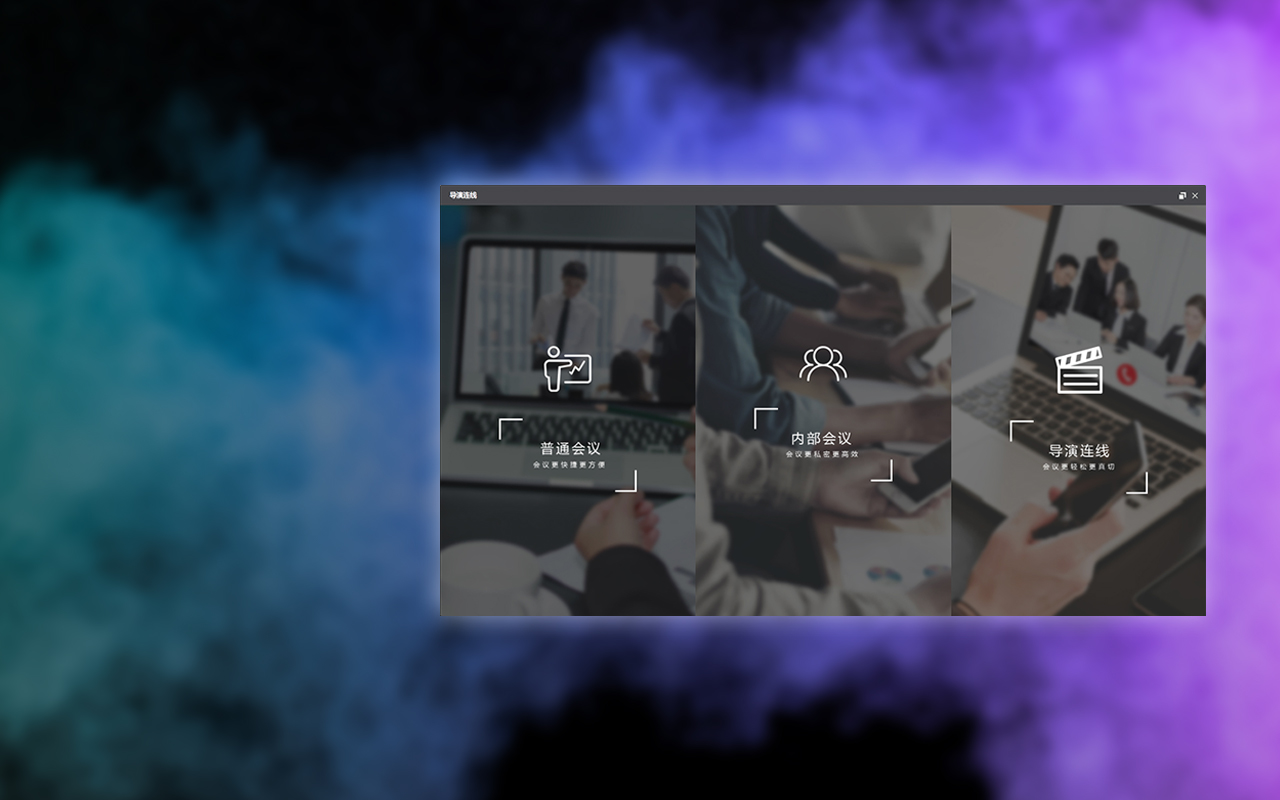 导演连线
普通会议
会议更快捷更方便
内部会议
会议更私密更高效
导演连线
会议更轻松更真切